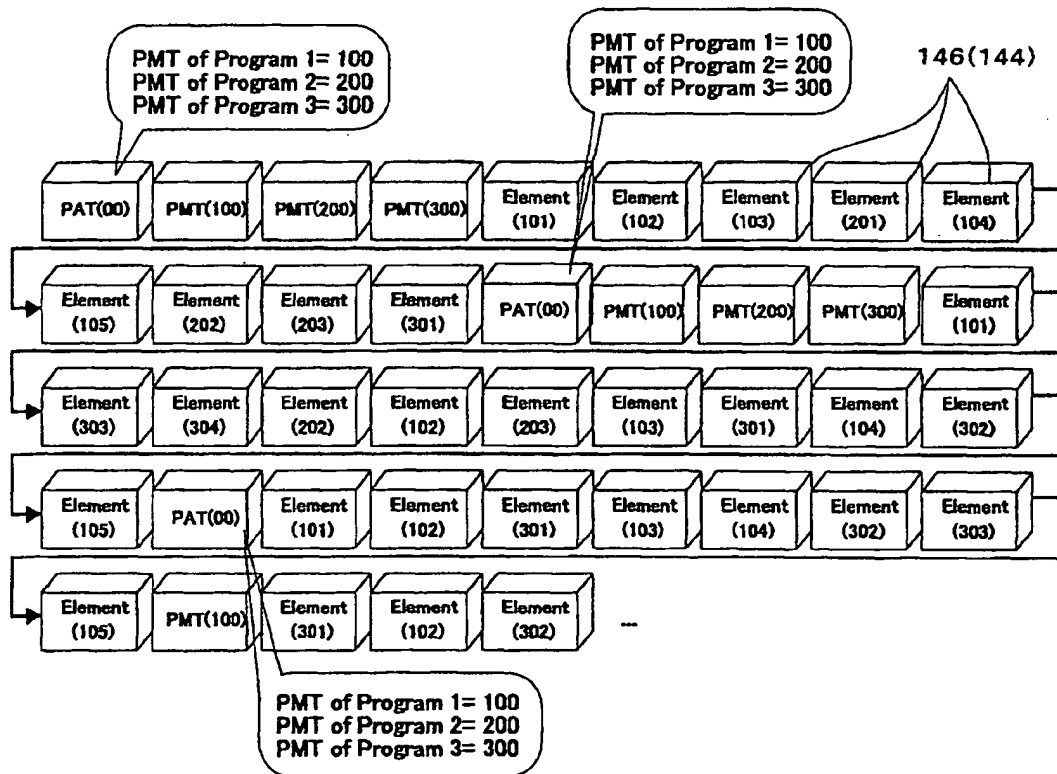 PMT of Program 1= 100
PMT of Program 2= 200
PMT of Program 3= 300
PMT of Program 1= 100
PMT of Program 2= 200
PMT of Program 3= 300
146(144)
PAT(00) PMT(100) PMT(200) PMT(300) Element (101) Element (102) Element (103) Element (201) Element (104)
Element (105) Element (202) Element (203) Element (301) PAT(00) PMT(100) PMT(200) PMT(300) Element (101)
Element (303) Element (304) Element (202) Element (102) Element (203) Element (103) Element (301) Element (104) Element (302)
Element (105) PAT(00) Element (101) Element (102) Element (301) Element (103) Element (104) Element (302) Element (303)
Element (105) PMT(100) Element (301) Element (102) Element (302) ...
PMT of Program 1= 100
PMT of Program 2= 200
PMT of Program 3= 300